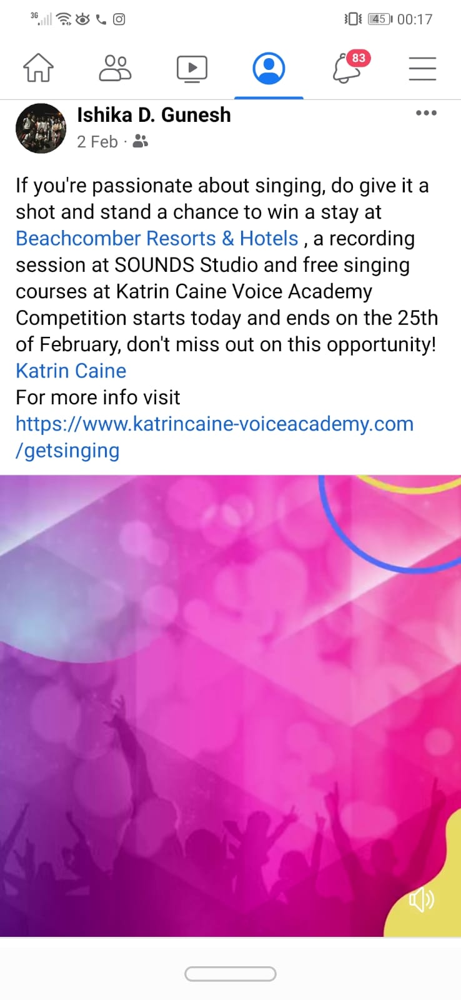 3G
45 00:17
83
Ishika D. Gunesh
2 Feb ·
If you're passionate about singing, do give it a
shot and stand a chance to win a stay at
Beachcomber Resorts & Hotels , a recording
session at SOUNDS Studio and free singing
courses at Katrin Caine Voice Academy
Competition starts today and ends on the 25th
of February, don't miss out on this opportunity!
Katrin Caine
For more info visit
https://www.katrincaine-voiceacademy.com
/getsinging